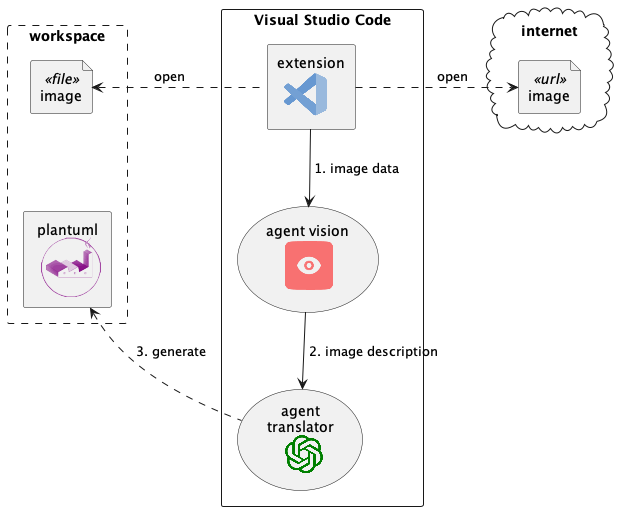 Visual Studio Code
workspace
internet
«file»
image
open
extension
open
«url»
image
1. image data
plantuml
agent vision
3. generate
2. image description
agent
translator